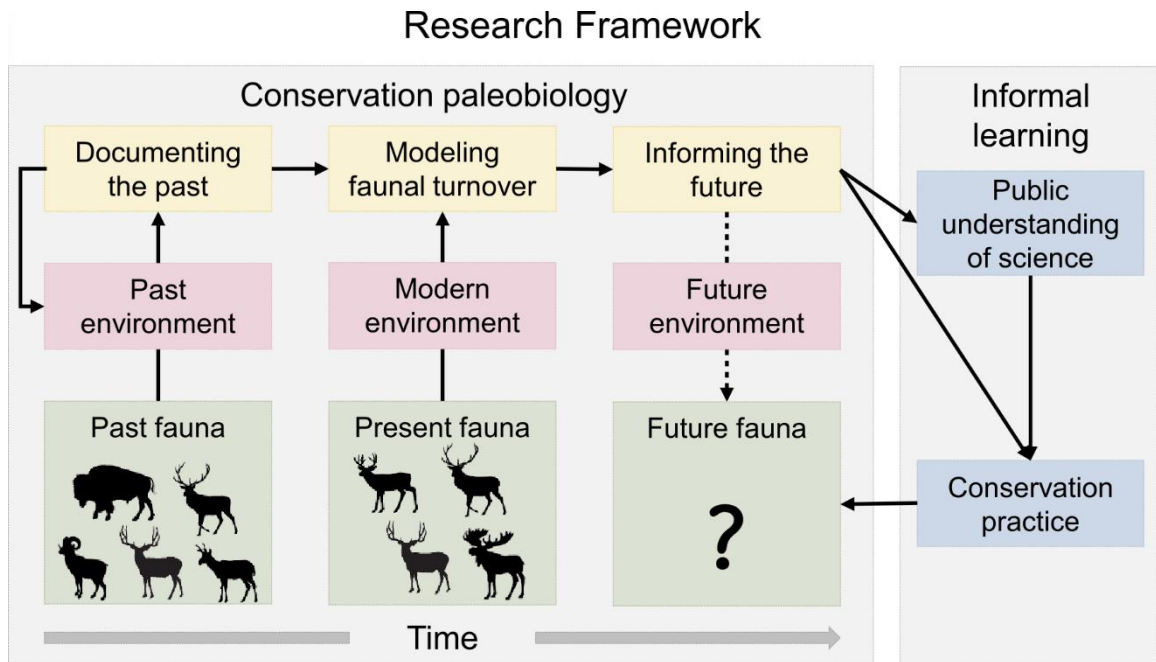 Research Framework
Conservation paleobiology
Documenting
the past
Modeling
faunal turnover
Informing the
future
Past
environment
Modern
environment
Future
environment
Past fauna
Present fauna
Future fauna
?
Time
Informal
learning
Public
understanding
of science
Conservation
practice